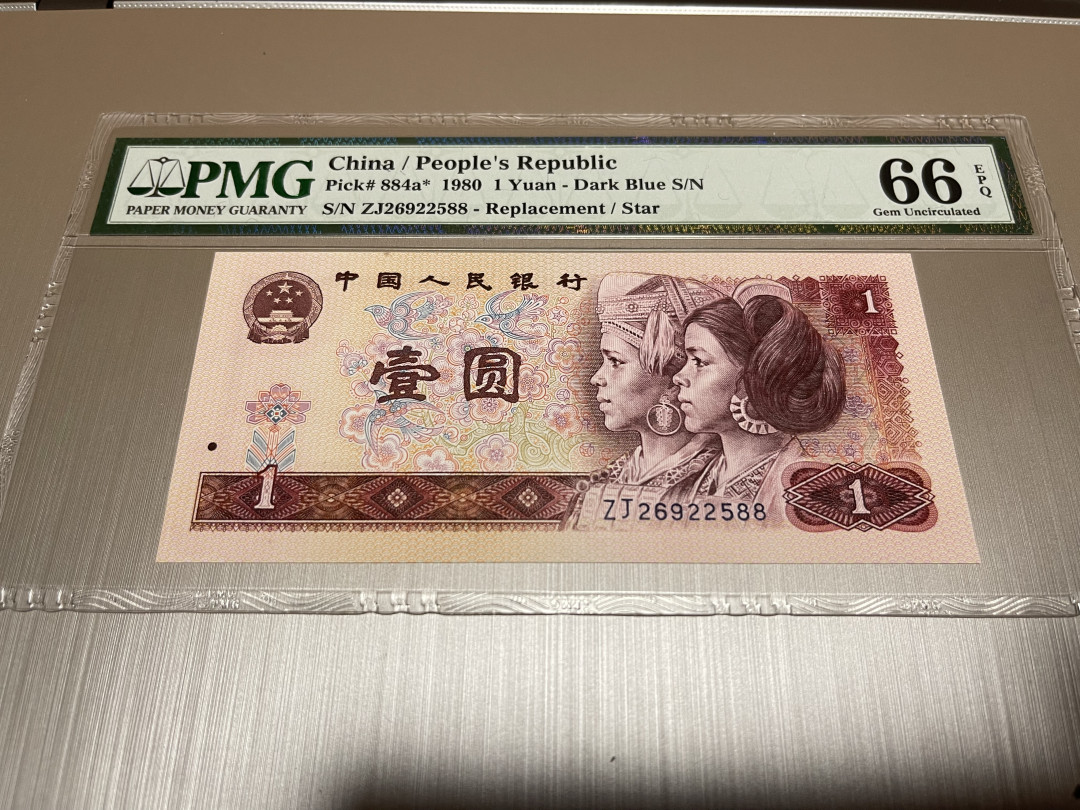 PMG
PAPER MONEY GUARANTY
China / People's Republic
Pick# 884a* 1980 1 Yuan - Dark Blue S/N
S/N ZJ26922588 - Replacement / Star
66
EPQ
Gem Uncirculated
中国人民银行
1
壹圆
1
ZJ26922588
1